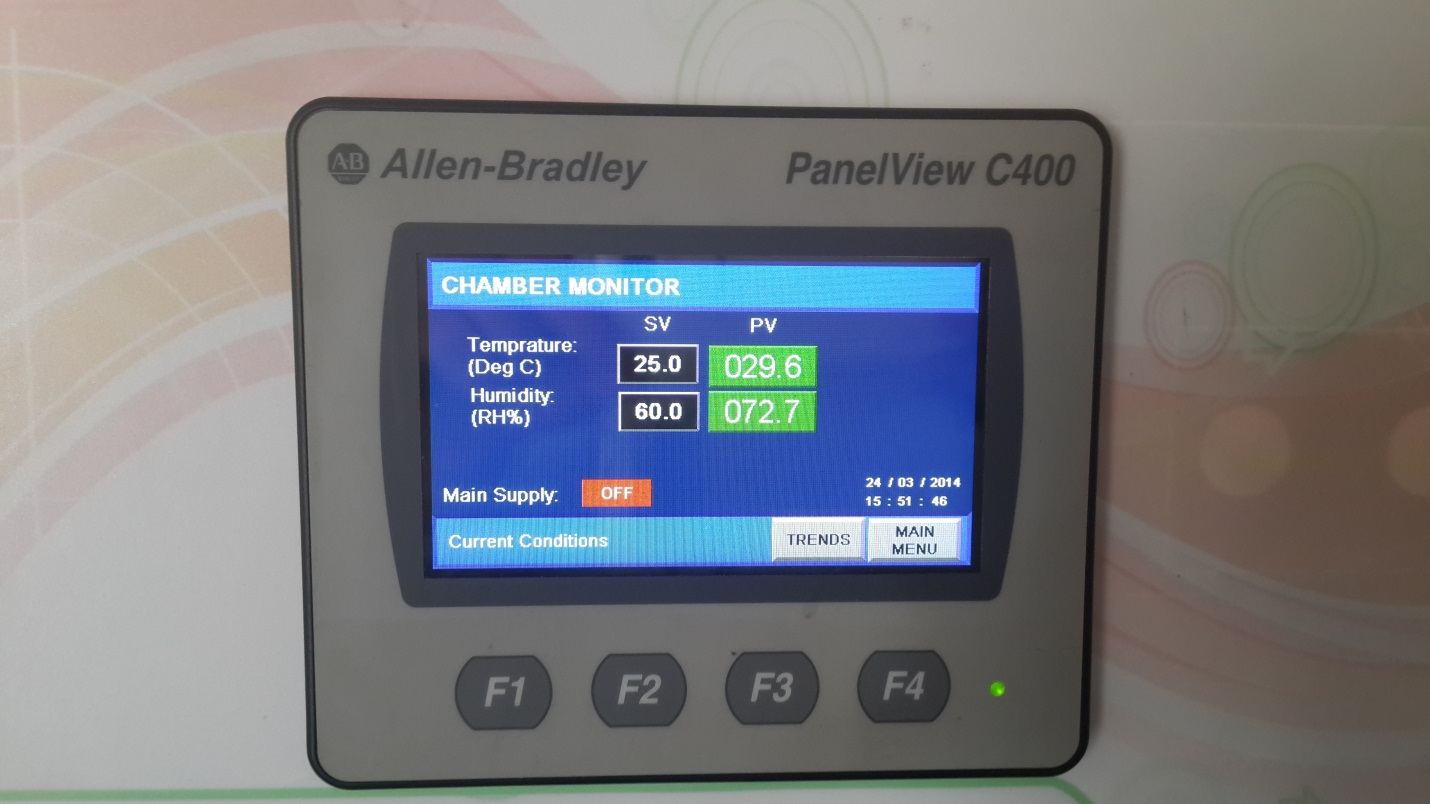 AB Allen-Bradley PanelView C400
CHAMBER MONITOR
SV PV
Temprature:
(Deg C) 25.0 029.6
Humidity:
(RH%) 60.0 072.7
Main Supply: OFF
24 / 03 / 2014
15 : 51 : 46
Current Conditions TRENDS MAIN
MENU
F1 F2 F3 F4